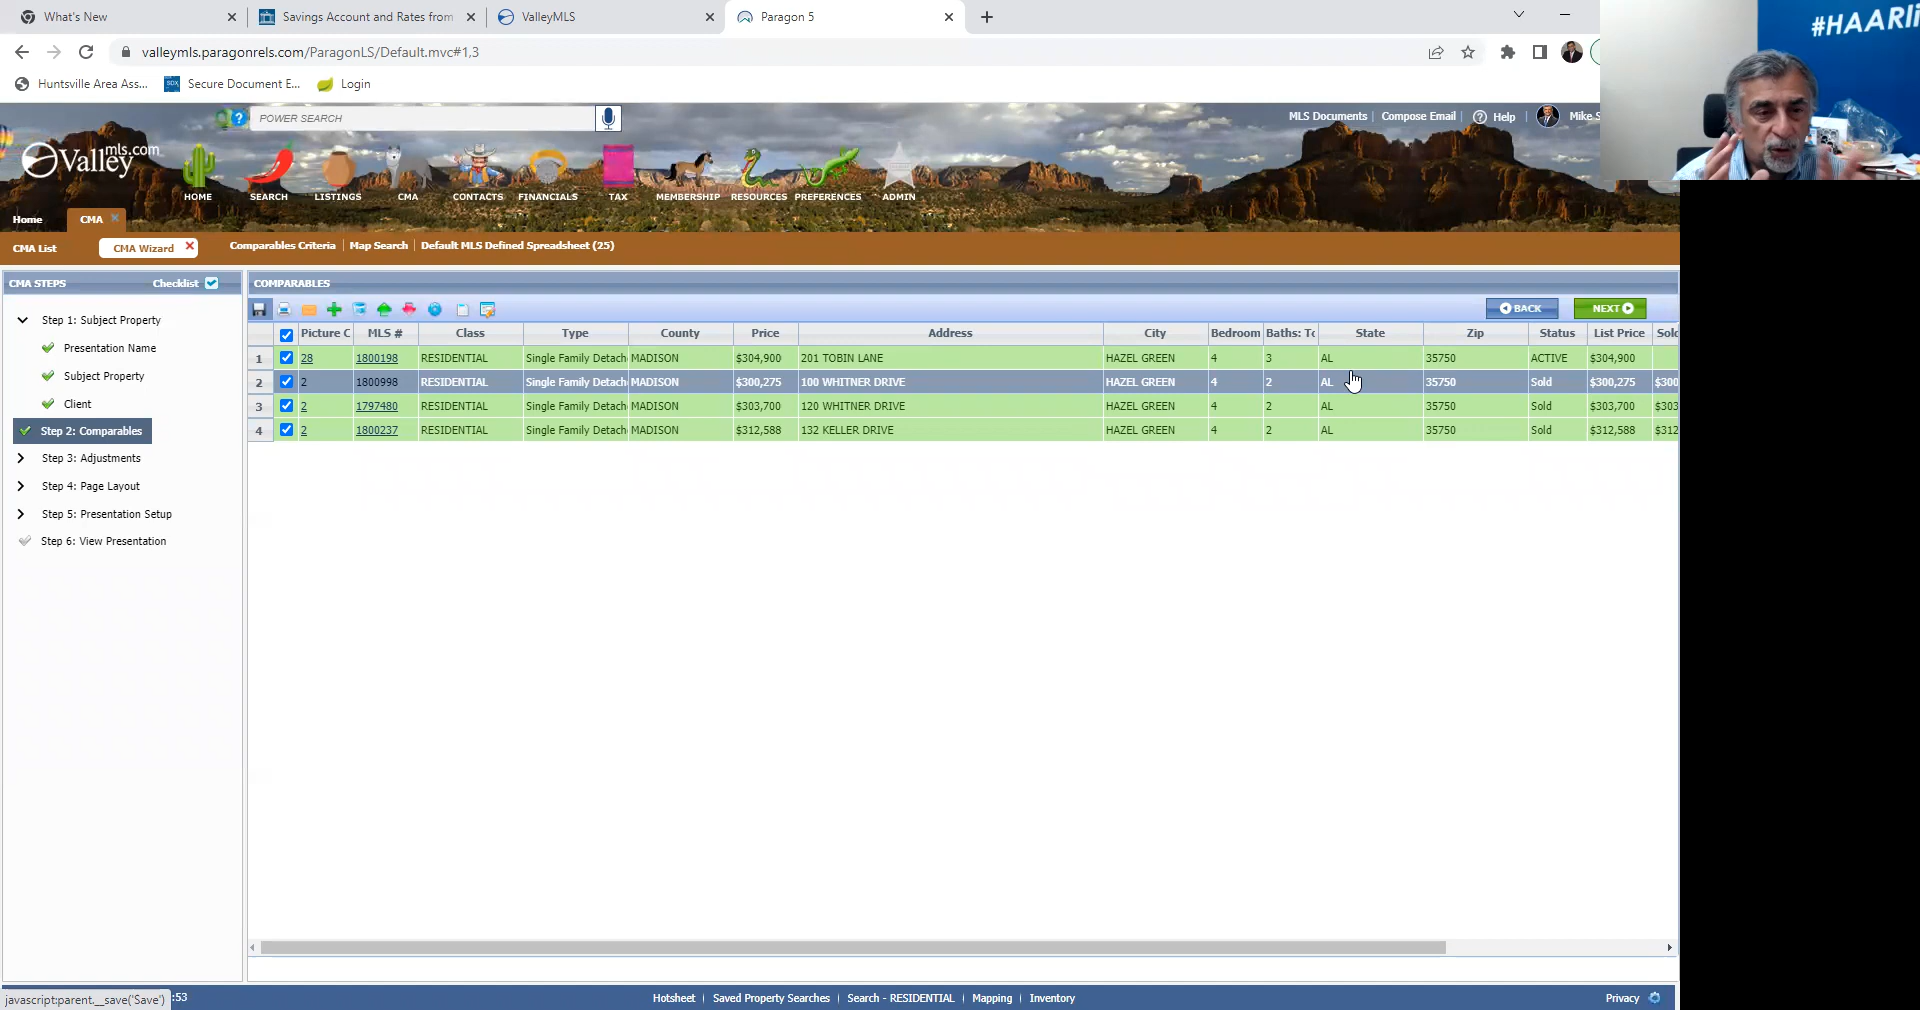 What's New
Savings Account and Rates from
ValleyMLS
Paragon 5
valleymls.paragonrels.com/ParagonLS/Default.mvc#1,3
Huntsville Area Ass...
Secure Document E...
Login
#HAARli
POWER SEARCH
MLS Documents | Compose Email | Help | Mike S
Valley mls.com
HOME SEARCH LISTINGS CMA CONTACTS FINANCIALS TAX MEMBERSHIP RESOURCES PREFERENCES ADMIN
Home CMA
CMA List CMA Wizard Comparables Criteria | Map Search | Default MLS Defined Spreadsheet (25)
CMA STEPS Checklist
Step 1: Subject Property
Presentation Name
Subject Property
Client
Step 2: Comparables
Step 3: Adjustments
Step 4: Page Layout
Step 5: Presentation Setup
Step 6: View Presentation
COMPARABLES
BACK NEXT
Picture C MLS # Class Type County Price Address City Bedroom Baths: To State Zip Status List Price Sold
1 28 1800198 RESIDENTIAL Single Family Detach MADISON $304,900 201 TOBIN LANE HAZEL GREEN 4 3 AL 35750 ACTIVE $304,900
2 2 1800998 RESIDENTIAL Single Family Detach MADISON $300,275 100 WHITNER DRIVE HAZEL GREEN 4 2 AL 35750 Sold $300,275 $300
3 2 1797480 RESIDENTIAL Single Family Detach MADISON $303,700 120 WHITNER DRIVE HAZEL GREEN 4 2 AL 35750 Sold $303,700 $303
4 2 1800237 RESIDENTIAL Single Family Detach MADISON $312,588 132 KELLER DRIVE HAZEL GREEN 4 2 AL 35750 Sold $312,588 $312
javascript:parent.__save('Save') :53
Hotsheet | Saved Property Searches | Search - RESIDENTIAL | Mapping | Inventory
Privacy